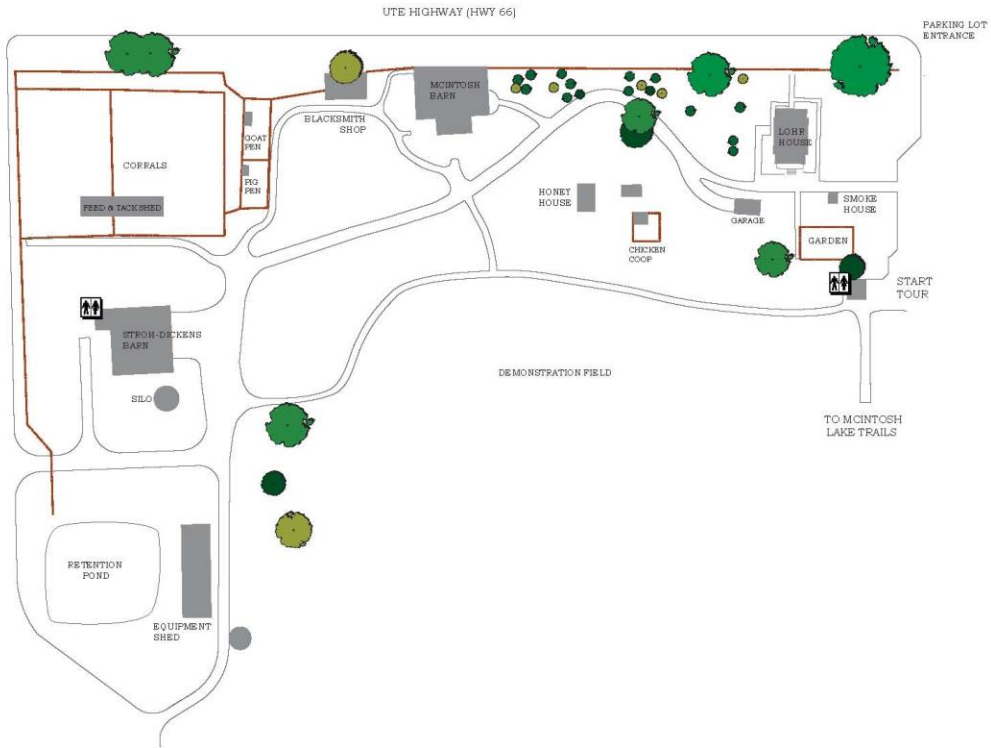 UTE HIGHWAY (HWY 66)
PARKING LOT
ENTRANCE
MCINTOSH
BARN
BLACKSMITH
SHOP
GOAT
PEN
LOHR
HOUSE
CORRALS
PIG
PEN
FEED & TACK SHED
HONEY
HOUSE
SMOKE
HOUSE
GARAGE
GARDEN
CHICKEN
COOP
START
TOUR
STROH-DICKENS
BARN
DEMONSTRATION FIELD
SILO
TO MCINTOSH
LAKE TRAILS
RETENTION
POND
EQUIPMENT
SHED